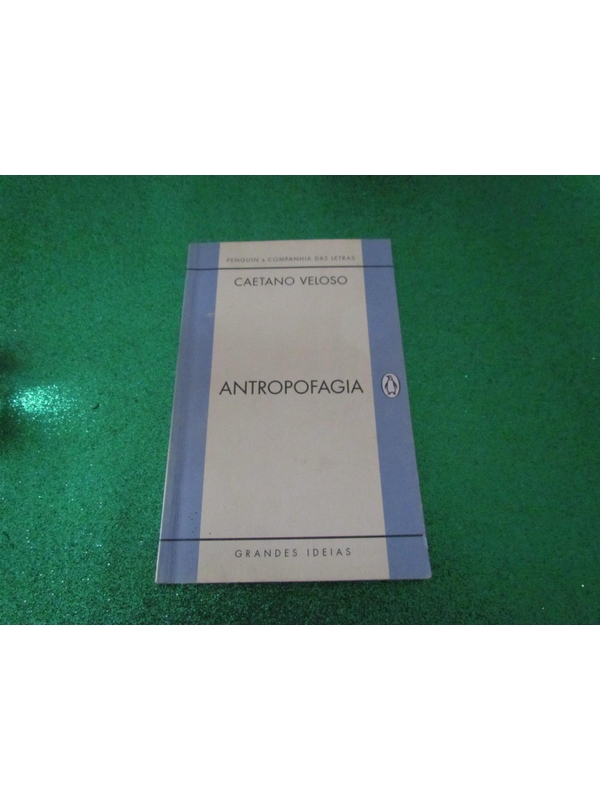 PENGUIN & COMPANHIA DAS LETRAS
CAETANO VELOSO
ANTROPOFAGIA
GRANDES IDEIAS